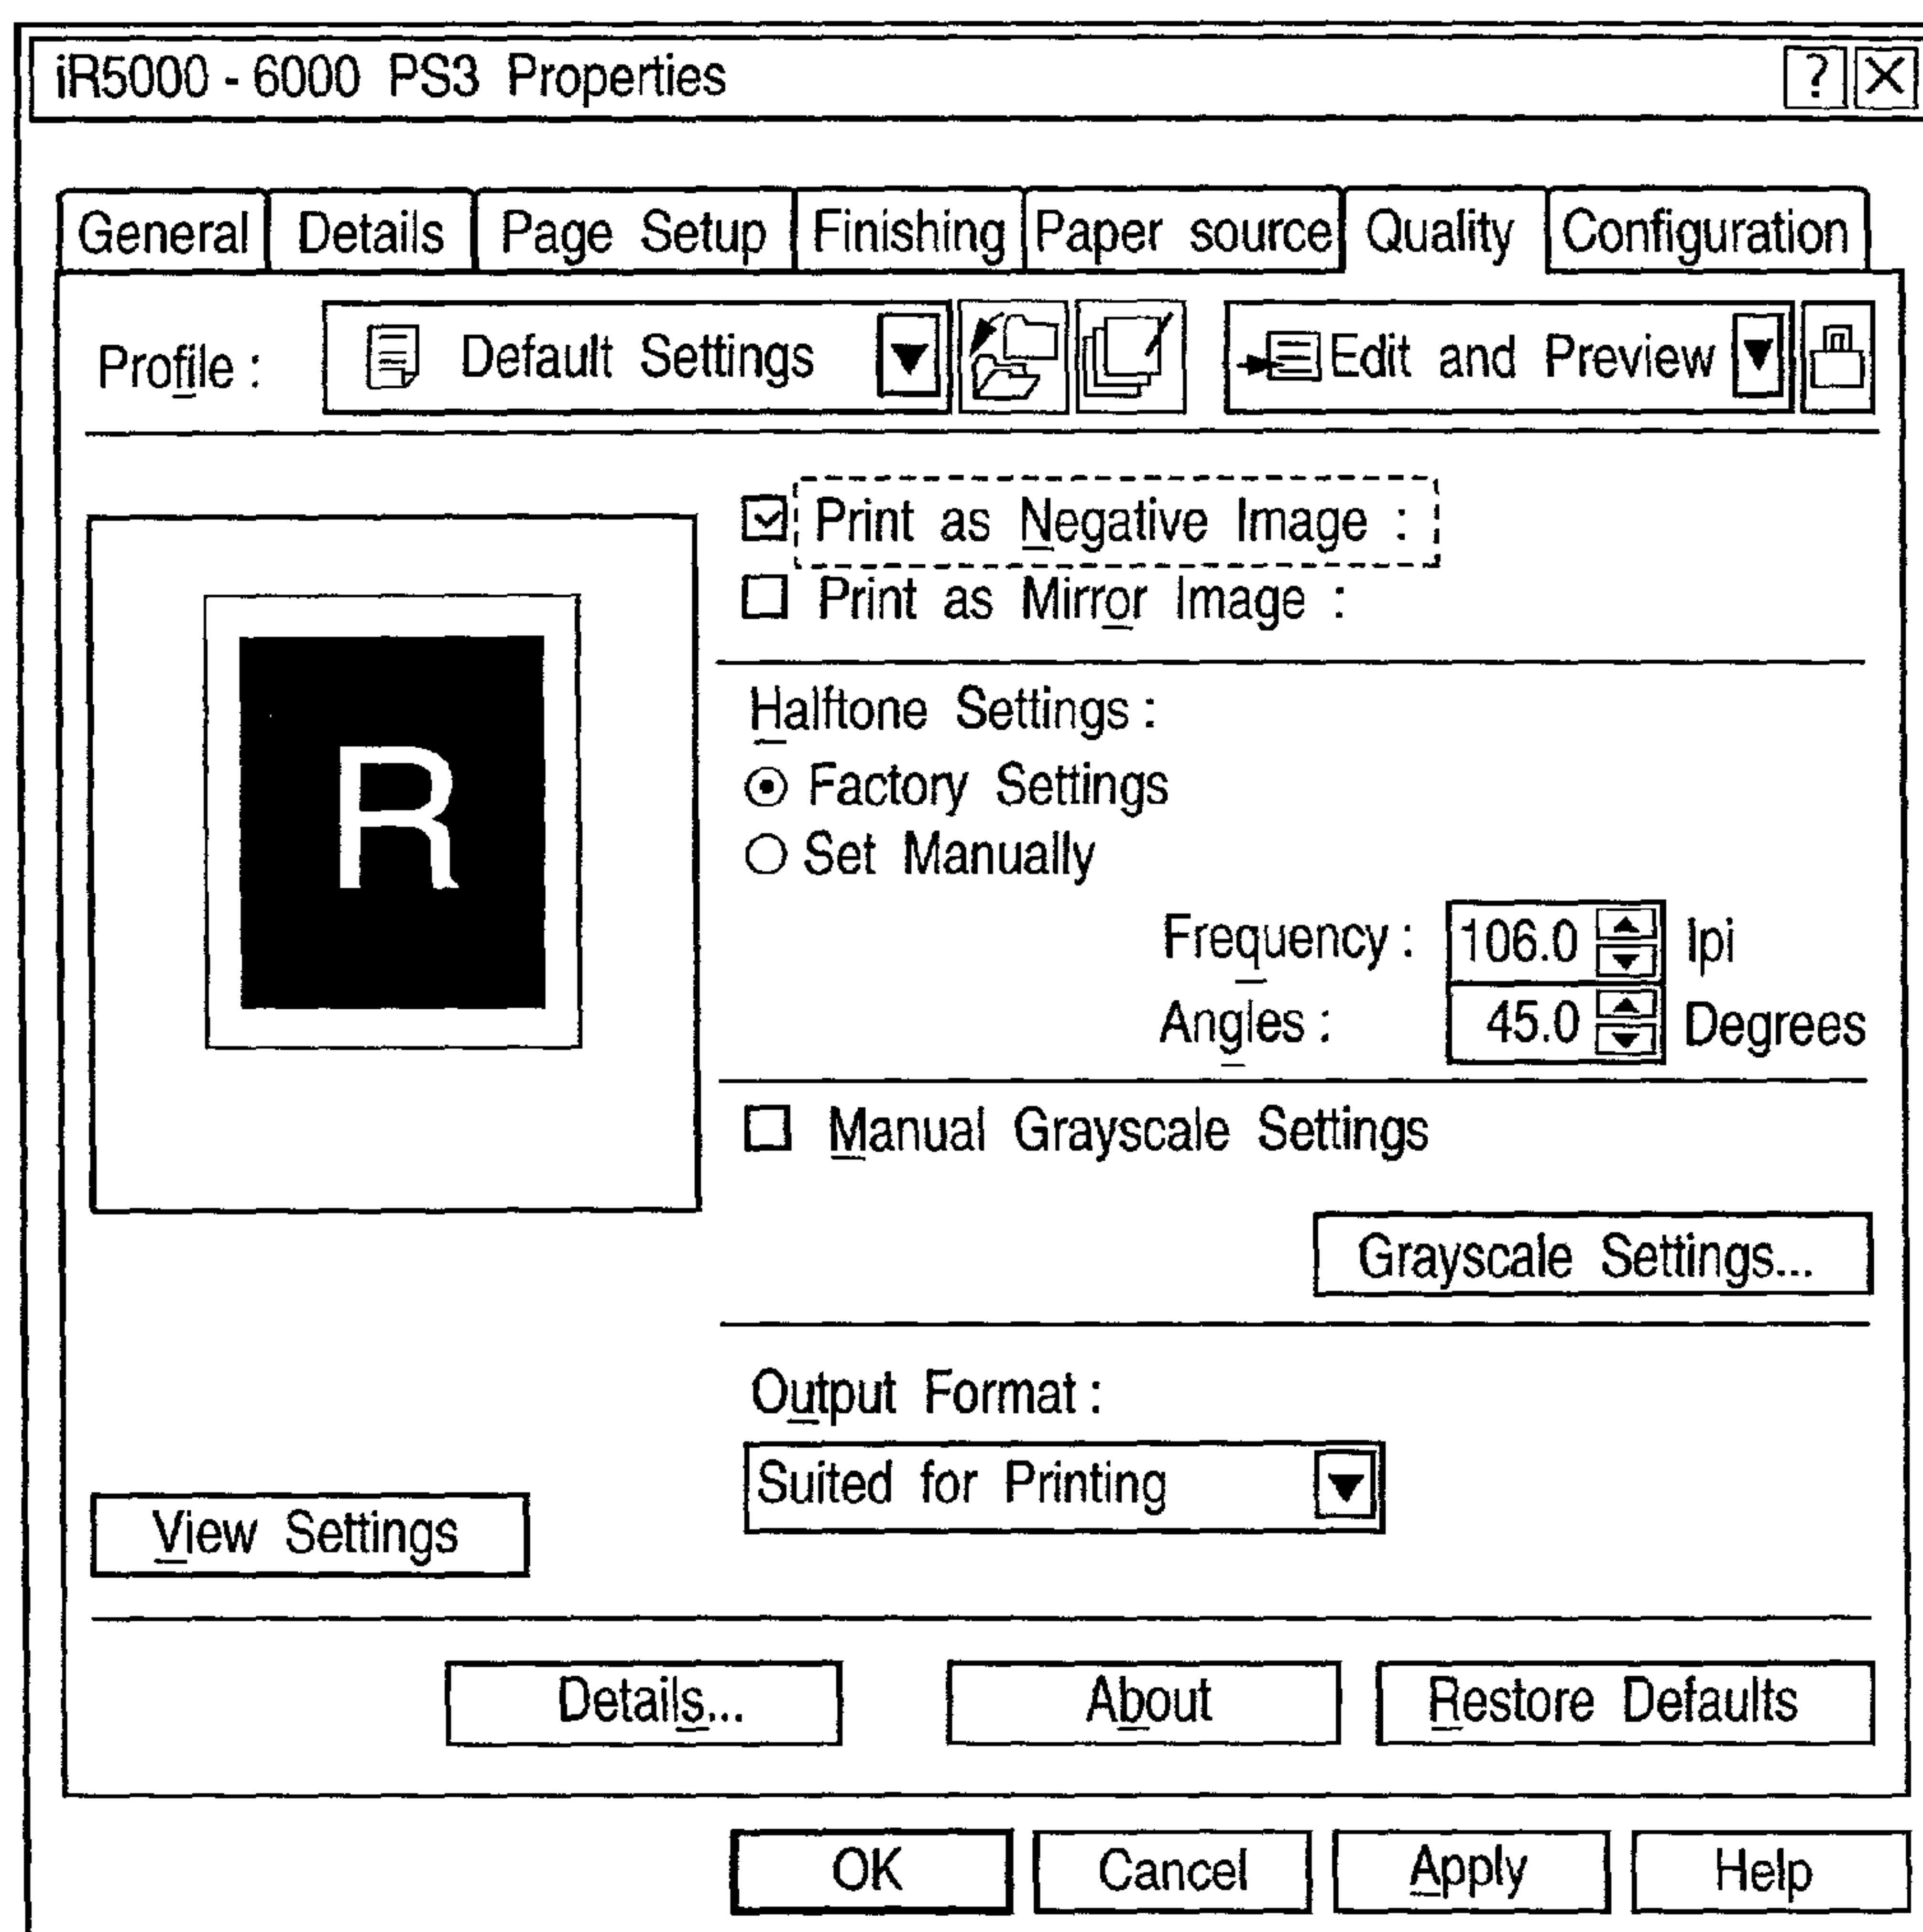 iR5000 - 6000 PS3 Properties ? X
General Details Page Setup Finishing Paper source Quality Configuration
Profile : Default Settings Edit and Preview
Print as Negative Image :
Print as Mirror Image :
R
Halftone Settings :
Factory Settings
Set Manually
Frequency : 106.0 lpi
Angles : 45.0 Degrees
Manual Grayscale Settings
Grayscale Settings...
Output Format :
Suited for Printing
View Settings
Details... About Restore Defaults
OK Cancel Apply Help